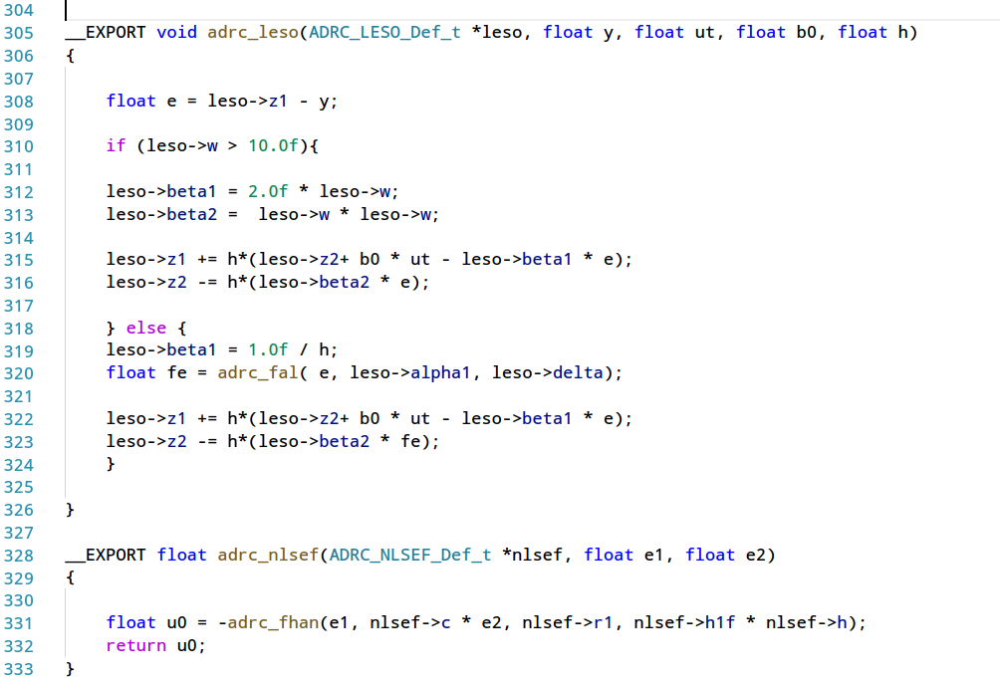 304
305 __EXPORT void adrc_leso(ADRC_LESO_Def_t *leso, float y, float ut, float b0, float h)
306 {
307
308     float e = leso->z1 - y;
309
310     if (leso->w > 10.0f){
311
312     leso->beta1 = 2.0f * leso->w;
313     leso->beta2 =  leso->w * leso->w;
314
315     leso->z1 += h*(leso->z2+ b0 * ut - leso->beta1 * e);
316     leso->z2 -= h*(leso->beta2 * e);
317
318     } else {
319     leso->beta1 = 1.0f / h;
320     float fe = adrc_fal( e, leso->alpha1, leso->delta);
321
322     leso->z1 += h*(leso->z2+ b0 * ut - leso->beta1 * e);
323     leso->z2 -= h*(leso->beta2 * fe);
324     }
325
326 }
327
328 __EXPORT float adrc_nlsef(ADRC_NLSEF_Def_t *nlsef, float e1, float e2)
329 {
330
331     float u0 = -adrc_fhan(e1, nlsef->c * e2, nlsef->r1, nlsef->h1f * nlsef->h);
332     return u0;
333 }